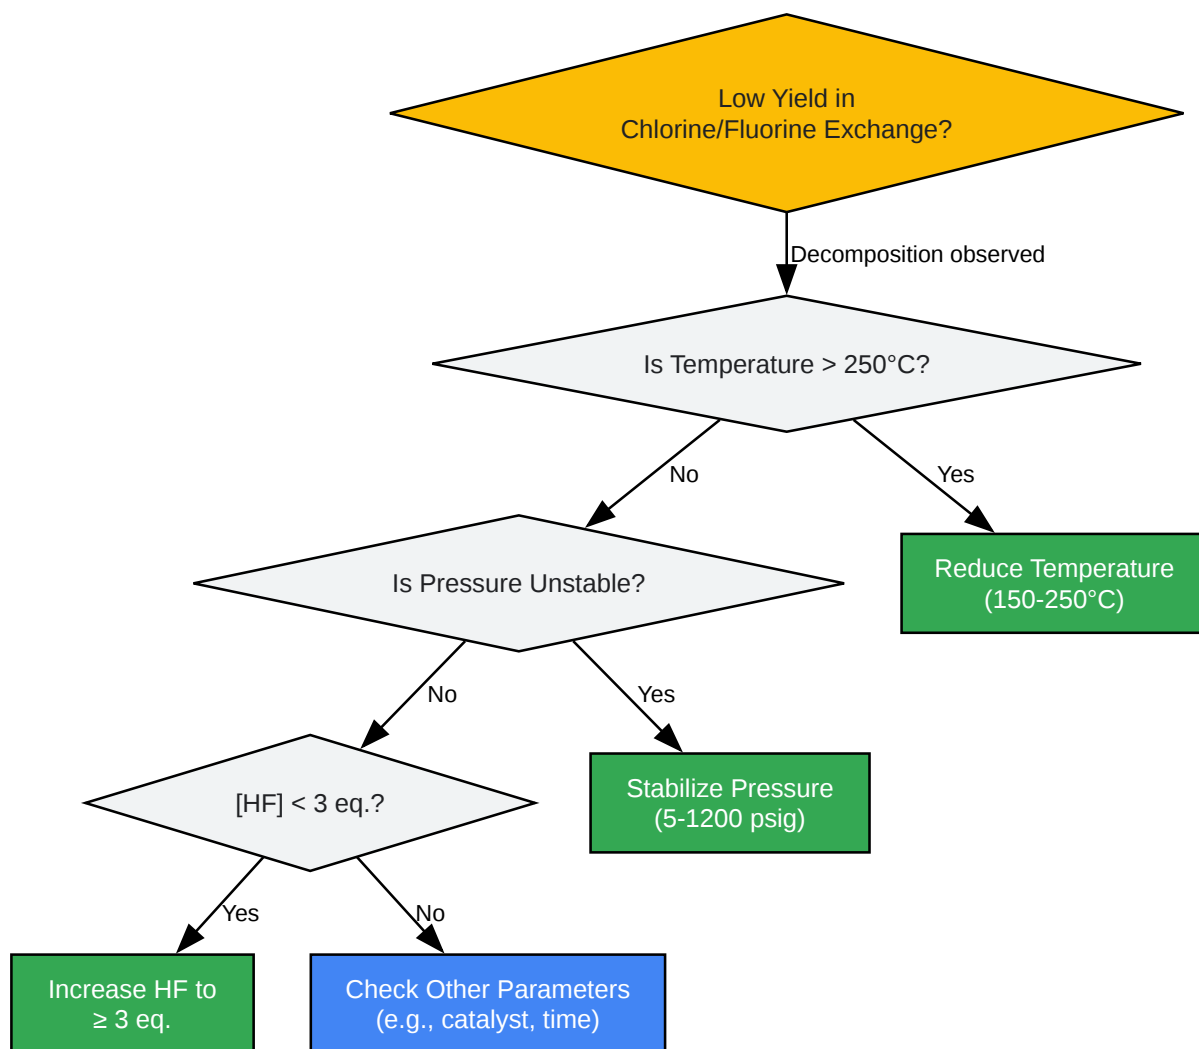 Low Yield in
Chlorine/Fluorine Exchange?
Decomposition observed
Is Temperature > 250°C?
No
Yes
Is Pressure Unstable?
Reduce Temperature
(150-250°C)
No
Yes
[HF] < 3 eq.?
Stabilize Pressure
(5-1200 psig)
Yes
No
Increase HF to
≥ 3 eq.
Check Other Parameters
(e.g., catalyst, time)